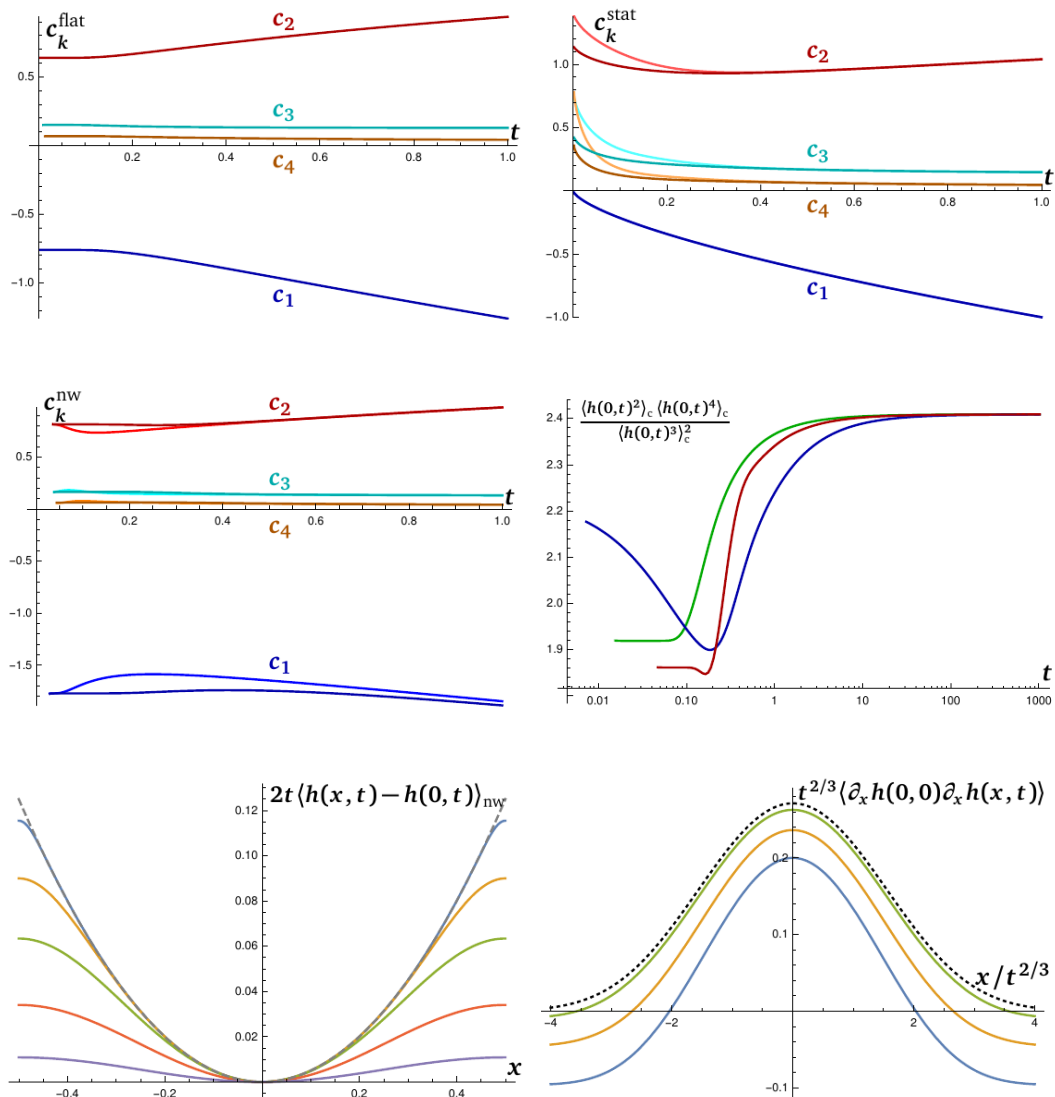 c_k^flat
c_2
0.5
c_3
t
0.2 0.4 0.6 0.8 1.0
c_4
-0.5
-1.0
c_1
c_k^stat
1.0
c_2
0.5
c_3
t
0.2 0.4 0.6 0.8 1.0
c_4
-0.5
c_1
-1.0
c_k^nw
c_2
0.5
c_3
t
0.2 0.4 0.6 0.8 1.0
c_4
-0.5
-1.0
-1.5
c_1
2.4
⟨h(0,t)²⟩_c ⟨h(0,t)⁴⟩_c
⟨h(0,t)³⟩_c²
2.3
2.2
2.1
2.0
1.9
t
0.01 0.10 1 10 100 1000
2t⟨h(x,t)−h(0,t)⟩_nw
0.12
0.10
0.08
0.06
0.04
0.02
x
-0.4 -0.2 0.2 0.4
t^{2/3}⟨∂_x h(0,0)∂_x h(x,t)⟩
0.2
0.1
x/t^{2/3}
-4 -2 2 4
-0.1